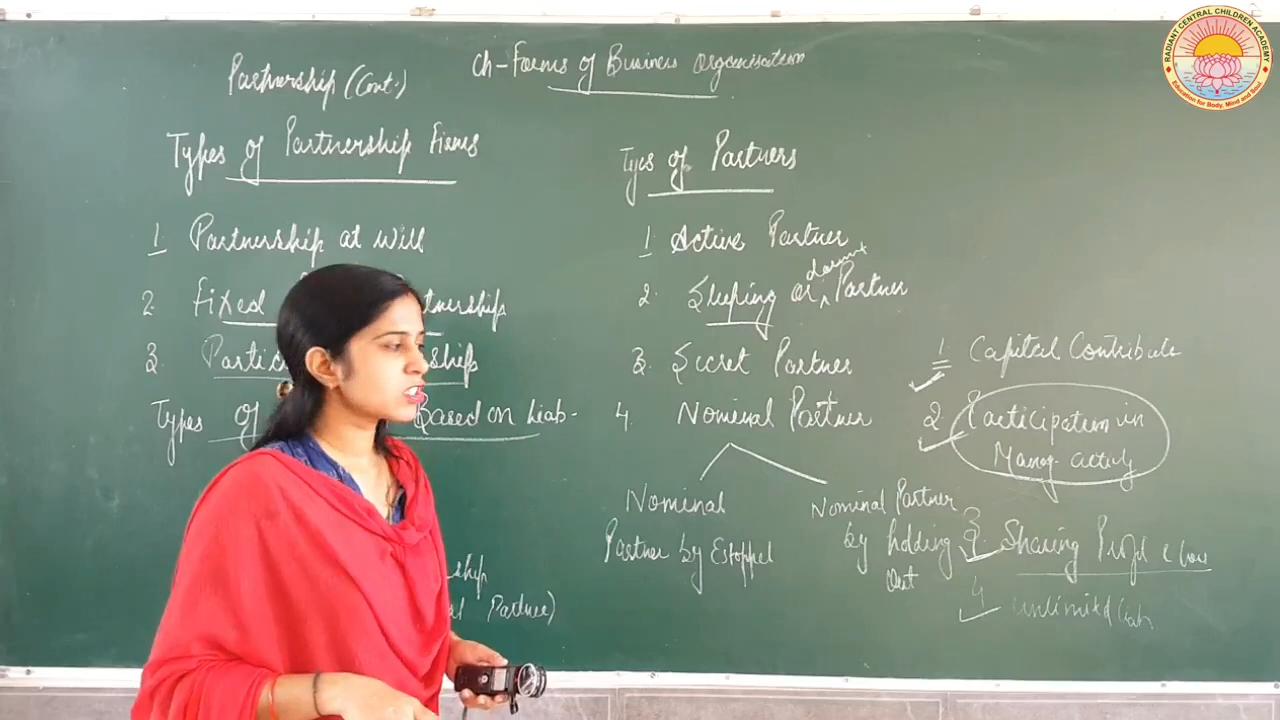 Ch-Forms of Business Organisation
Partnership (Cont:)
Types of Partnership Firms
1 Partnership at will
2. Fixed tnership
3. Partic ship
Types of Based on Liab-
ship
Partner)
Types of Partners
1 Active Partner
dormant
2. Sleeping or Partner
3. Secret Partner
4. Nominal Partner
Nominal
Partner by Estoppel
Nominal Partner
by holding
out
1 Capital Contribute
2 Participation in
Manag. activity
3 Sharing Profit & loss
4 unlimited liab.
RADIANT CENTRAL CHILDREN ACADEMY
Education for Body, Mind and Soul